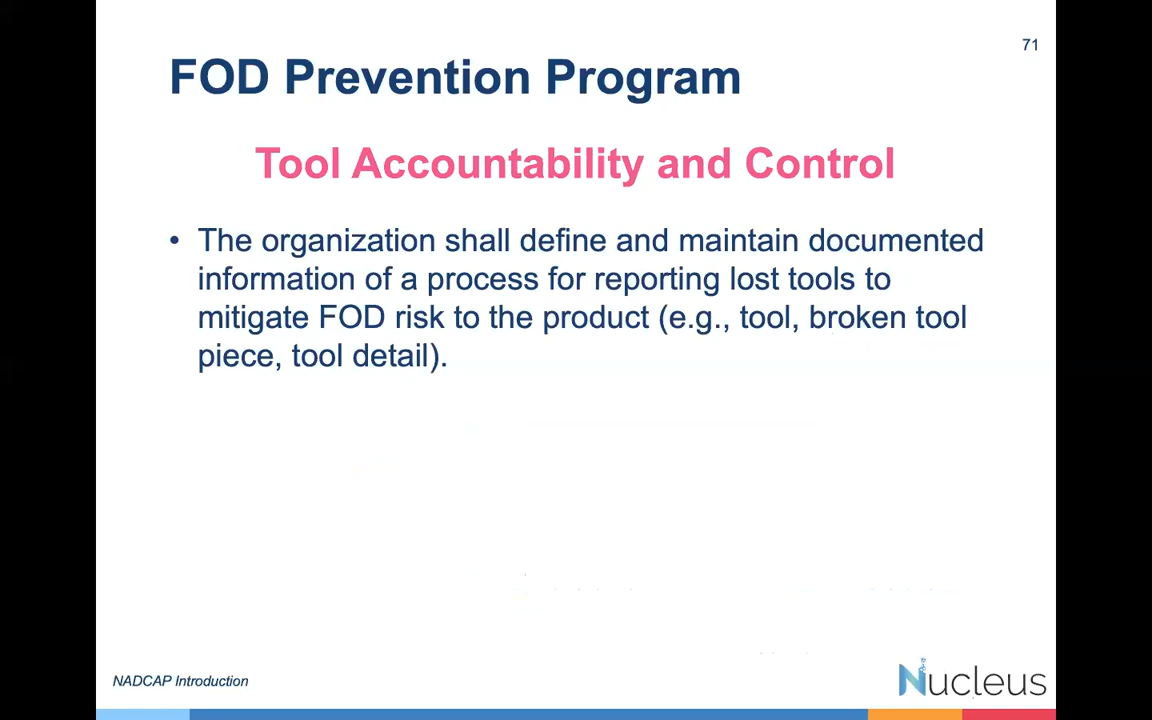 71
FOD Prevention Program
Tool Accountability and Control
• The organization shall define and maintain documented
information of a process for reporting lost tools to
mitigate FOD risk to the product (e.g., tool, broken tool
piece, tool detail).
NADCAP Introduction
Nucleus